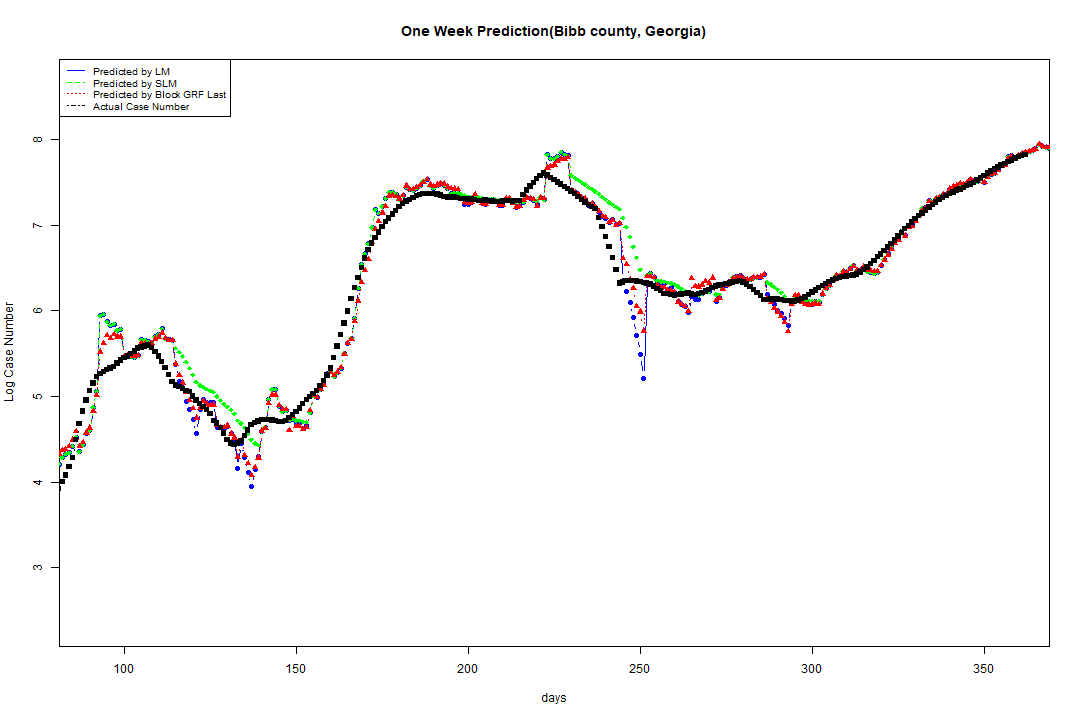 One Week Prediction(Bibb county, Georgia)
Predicted by LM
Predicted by SLM
Predicted by Block GRF Last
Actual Case Number
Log Case Number
8
7
6
5
4
3
100 150 200 250 300 350
days